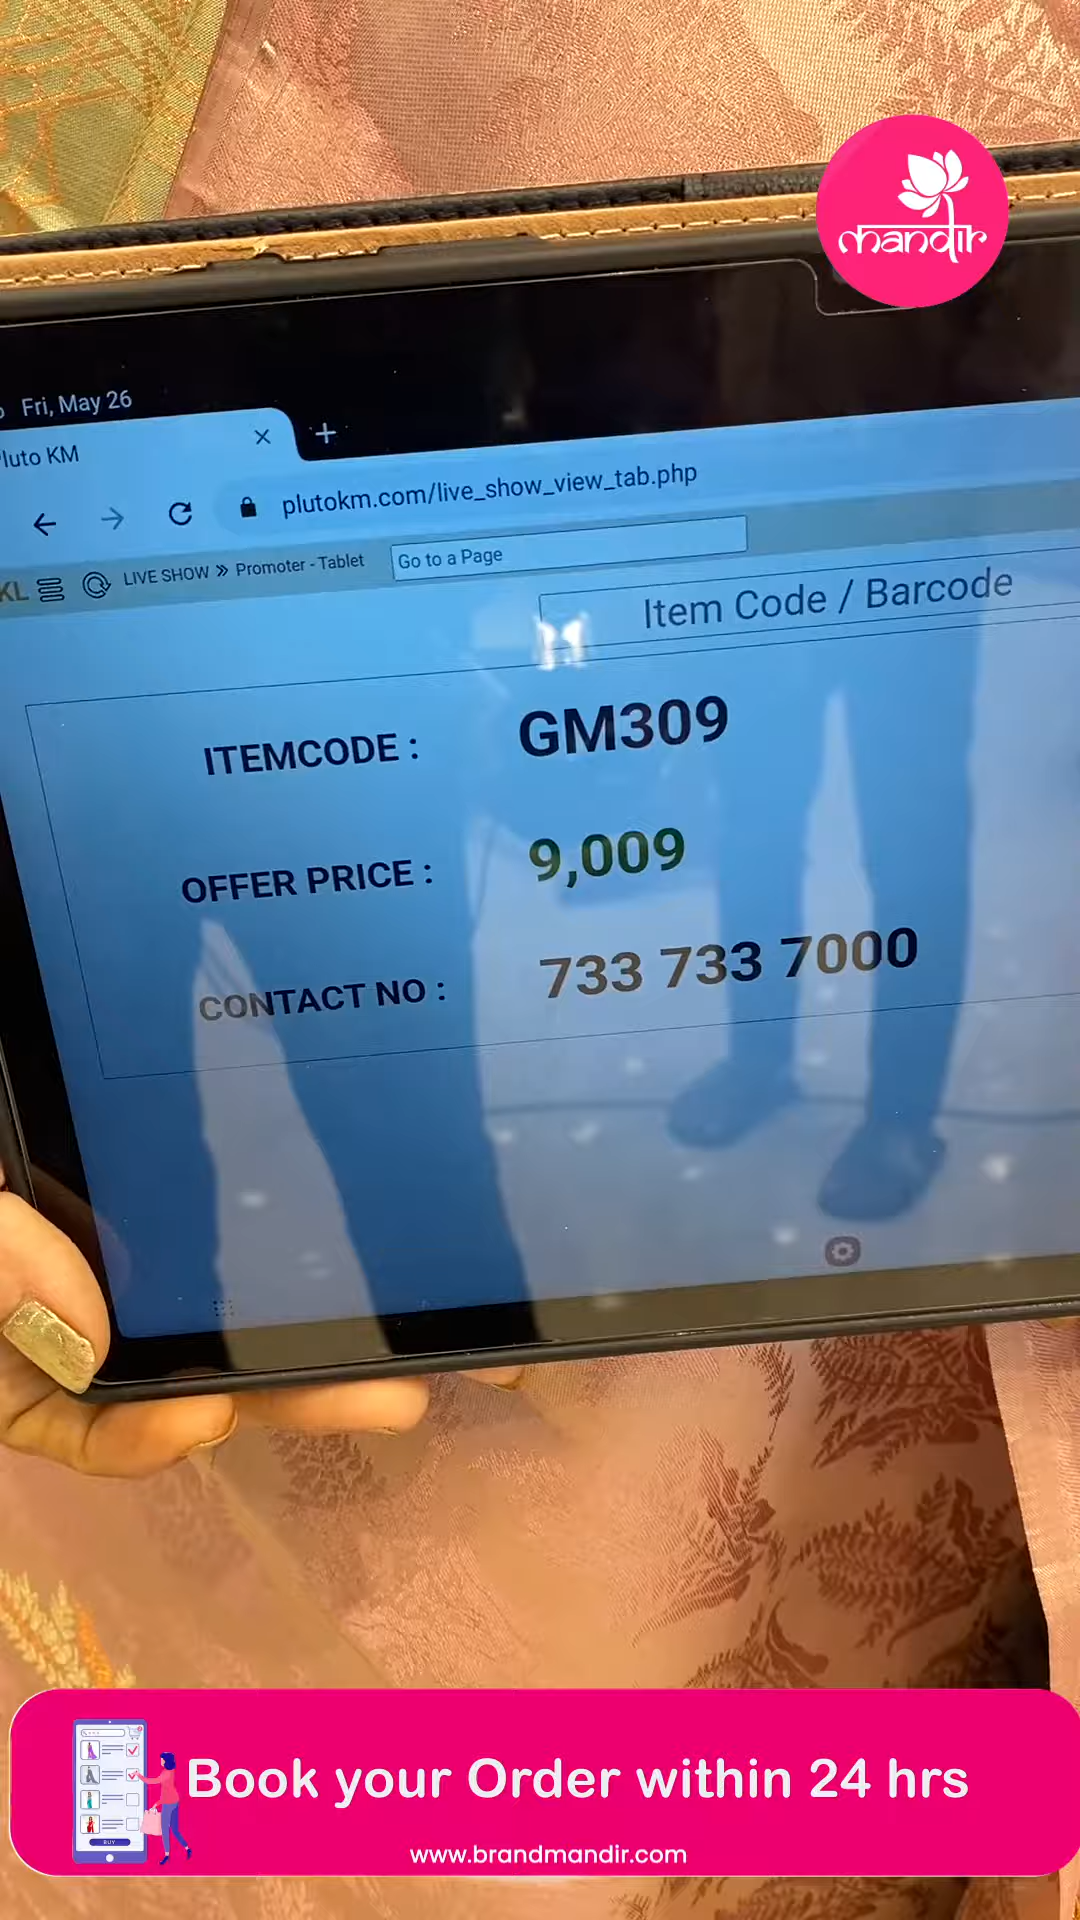 mandir
Fri, May 26
Pluto KM
plutokm.com/live_show_view_tab.php
KL LIVE SHOW » Promoter - Tablet Go to a Page
Item Code / Barcode
ITEMCODE : GM309
OFFER PRICE : 9,009
CONTACT NO : 733 733 7000
BUY
Book your Order within 24 hrs
www.brandmandir.com